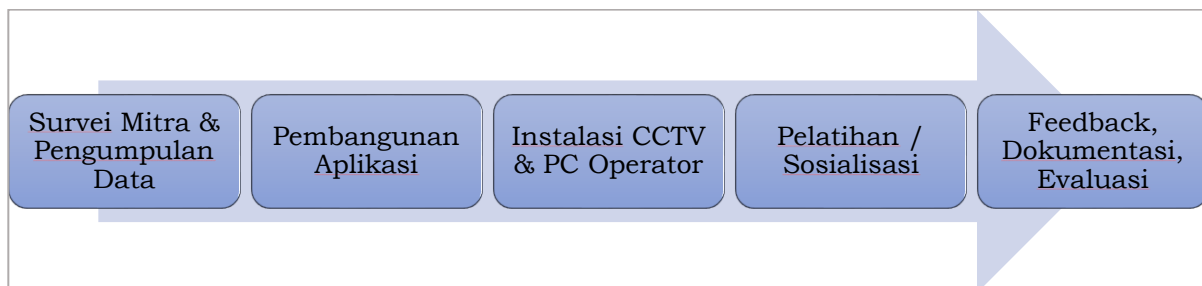 Survei Mitra &
Pengumpulan
Data
Pembangunan
Aplikasi
Instalasi CCTV
& PC Operator
Pelatihan /
Sosialisasi
Feedback,
Dokumentasi,
Evaluasi